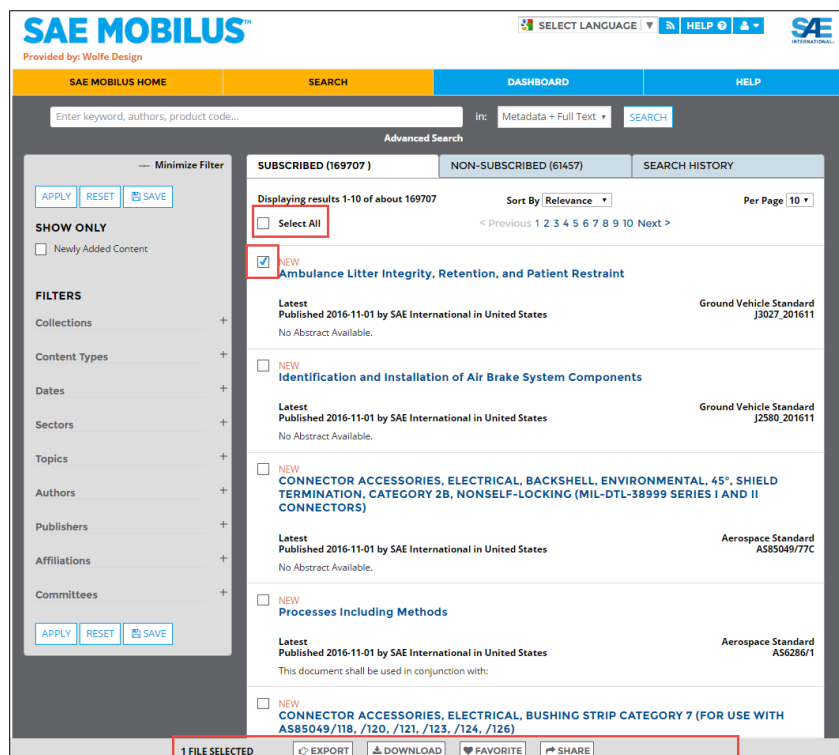 SAE MOBILUS™
SELECT LANGUAGE ▼ HELP
SAE
INTERNATIONAL
Provided by: Wolfe Design
SAE MOBILUS HOME SEARCH DASHBOARD HELP
Enter keyword, authors, product code... in: Metadata + Full Text SEARCH
Advanced Search
— Minimize Filter
APPLY RESET SAVE
SHOW ONLY
Newly Added Content
FILTERS
Collections +
Content Types +
Dates +
Sectors +
Topics +
Authors +
Publishers +
Affiliations +
Committees +
APPLY RESET SAVE
SUBSCRIBED (169707 ) NON-SUBSCRIBED (61457) SEARCH HISTORY
Displaying results 1-10 of about 169707 Sort By Relevance Per Page 10
Select All < Previous 1 2 3 4 5 6 7 8 9 10 Next >
NEW
Ambulance Litter Integrity, Retention, and Patient Restraint
Latest Ground Vehicle Standard
Published 2016-11-01 by SAE International in United States J3027_201611
No Abstract Available.
NEW
Identification and Installation of Air Brake System Components
Latest Ground Vehicle Standard
Published 2016-11-01 by SAE International in United States J2580_201611
No Abstract Available.
NEW
CONNECTOR ACCESSORIES, ELECTRICAL, BACKSHELL, ENVIRONMENTAL, 45°, SHIELD
TERMINATION, CATEGORY 2B, NONSELF-LOCKING (MIL-DTL-38999 SERIES I AND II
CONNECTORS)
Latest Aerospace Standard
Published 2016-11-01 by SAE International in United States AS85049/77C
No Abstract Available.
NEW
Processes Including Methods
Latest Aerospace Standard
Published 2016-11-01 by SAE International in United States AS6286/1
This document shall be used in conjunction with:
NEW
CONNECTOR ACCESSORIES, ELECTRICAL, BUSHING STRIP CATEGORY 7 (FOR USE WITH
AS85049/118, /120, /121, /123, /124, /126)
1 FILE SELECTED EXPORT DOWNLOAD FAVORITE SHARE